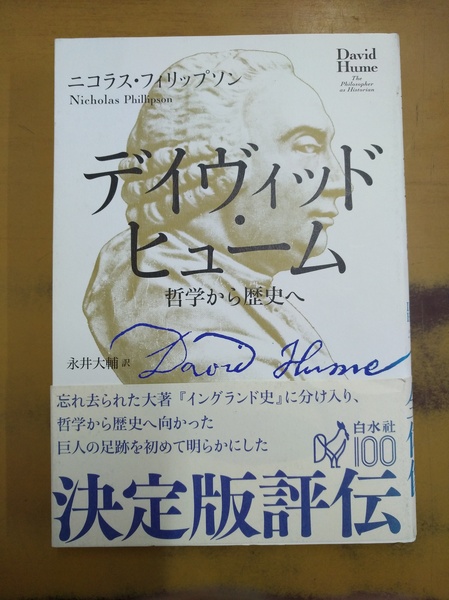 David
Hume
The
Philosopher
as Historian
ニコラス・フィリップソン
Nicholas Phillipson
デイヴィッド・
ヒューム
哲学から歴史へ
永井大輔 訳
David Hume
忘れ去られた大著『イングランド史』に分け入り、
哲学から歴史へ向かった
巨人の足跡を初めて明らかにした
白水社
100
決定版評伝